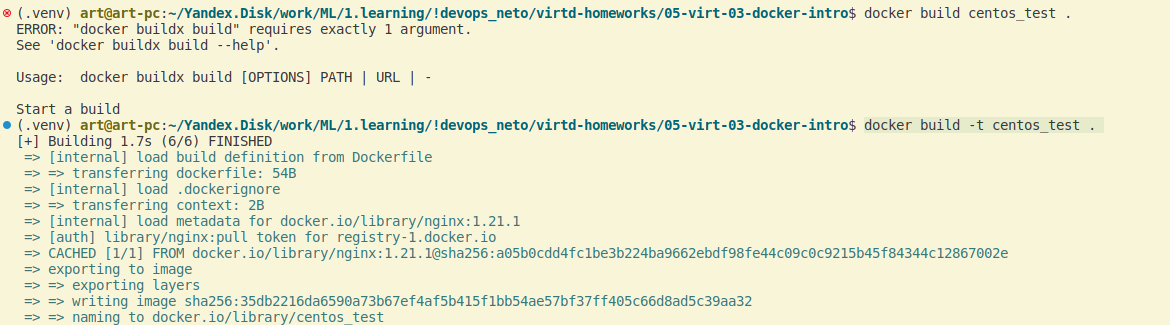 (.venv) art@art-pc:~/Yandex.Disk/work/ML/1.learning/!devops_neto/virtd-homeworks/05-virt-03-docker-intro$ docker build centos_test .
ERROR: "docker buildx build" requires exactly 1 argument.
See 'docker buildx build --help'.

Usage:  docker buildx build [OPTIONS] PATH | URL | -

Start a build
(.venv) art@art-pc:~/Yandex.Disk/work/ML/1.learning/!devops_neto/virtd-homeworks/05-virt-03-docker-intro$ docker build -t centos_test .
[+] Building 1.7s (6/6) FINISHED
 => [internal] load build definition from Dockerfile
 => => transferring dockerfile: 54B
 => [internal] load .dockerignore
 => => transferring context: 2B
 => [internal] load metadata for docker.io/library/nginx:1.21.1
 => [auth] library/nginx:pull token for registry-1.docker.io
 => CACHED [1/1] FROM docker.io/library/nginx:1.21.1@sha256:a05b0cdd4fc1be3b224ba9662ebdf98fe44c09c0c9215b45f84344c12867002e
 => exporting to image
 => => exporting layers
 => => writing image sha256:35db2216da6590a73b67ef4af5b415f1bb54ae57bf37ff405c66d8ad5c39aa32
 => => naming to docker.io/library/centos_test